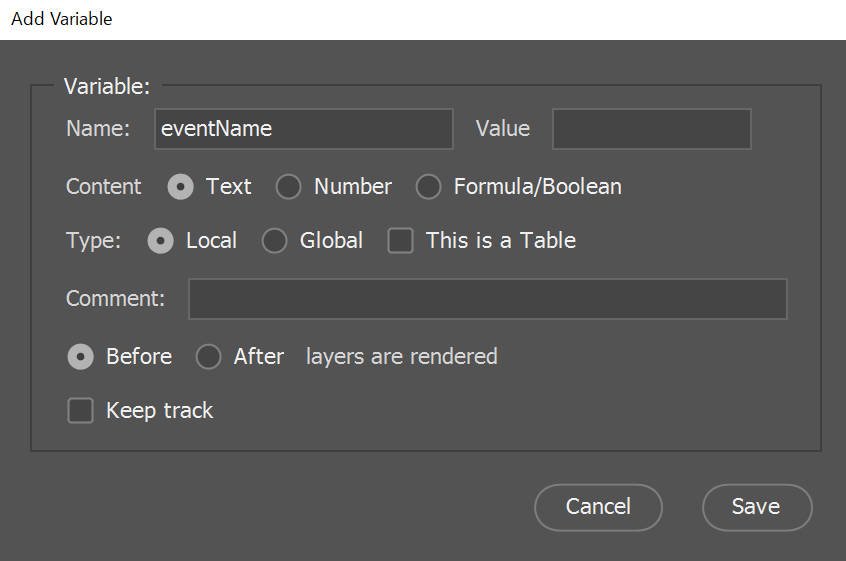 Add Variable
Variable:
Name: eventName Value
Content Text Number Formula/Boolean
Type: Local Global This is a Table
Comment:
Before After layers are rendered
Keep track
Cancel Save